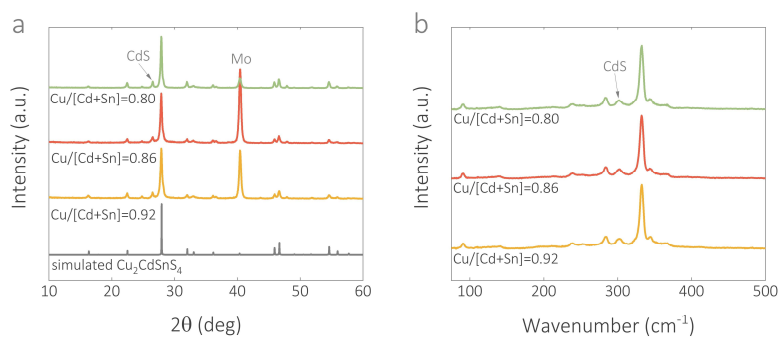 a
Intensity (a.u.)
CdS
Mo
Cu/[Cd+Sn]=0.80
Cu/[Cd+Sn]=0.86
Cu/[Cd+Sn]=0.92
simulated Cu₂CdSnS₄
10 20 30 40 50 60
2θ (deg)
b
Intensity (a.u.)
CdS
Cu/[Cd+Sn]=0.80
Cu/[Cd+Sn]=0.86
Cu/[Cd+Sn]=0.92
100 200 300 400 500
Wavenumber (cm⁻¹)